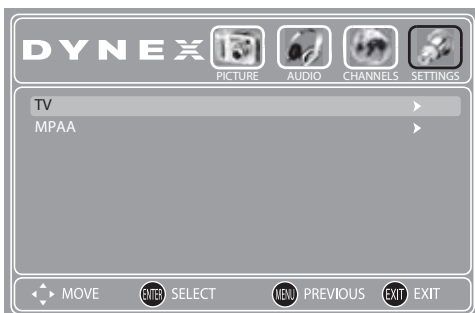 DYNEX
PICTURE AUDIO CHANNELS SETTINGS
TV
MPAA
MOVE ENTER SELECT MENU PREVIOUS EXIT EXIT